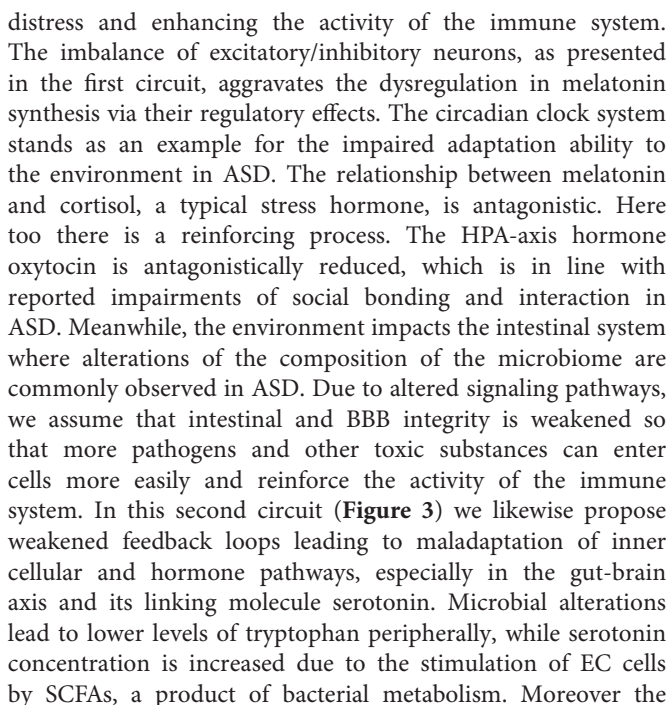 distress and enhancing the activity of the immune system.
The imbalance of excitatory/inhibitory neurons, as presented
in the first circuit, aggravates the dysregulation in melatonin
synthesis via their regulatory effects. The circadian clock system
stands as an example for the impaired adaptation ability to
the environment in ASD. The relationship between melatonin
and cortisol, a typical stress hormone, is antagonistic. Here
too there is a reinforcing process. The HPA-axis hormone
oxytocin is antagonistically reduced, which is in line with
reported impairments of social bonding and interaction in
ASD. Meanwhile, the environment impacts the intestinal system
where alterations of the composition of the microbiome are
commonly observed in ASD. Due to altered signaling pathways,
we assume that intestinal and BBB integrity is weakened so
that more pathogens and other toxic substances can enter
cells more easily and reinforce the activity of the immune
system. In this second circuit (Figure 3) we likewise propose
weakened feedback loops leading to maladaptation of inner
cellular and hormone pathways, especially in the gut-brain
axis and its linking molecule serotonin. Microbial alterations
lead to lower levels of tryptophan peripherally, while serotonin
concentration is increased due to the stimulation of EC cells
by SCFAs, a product of bacterial metabolism. Moreover the